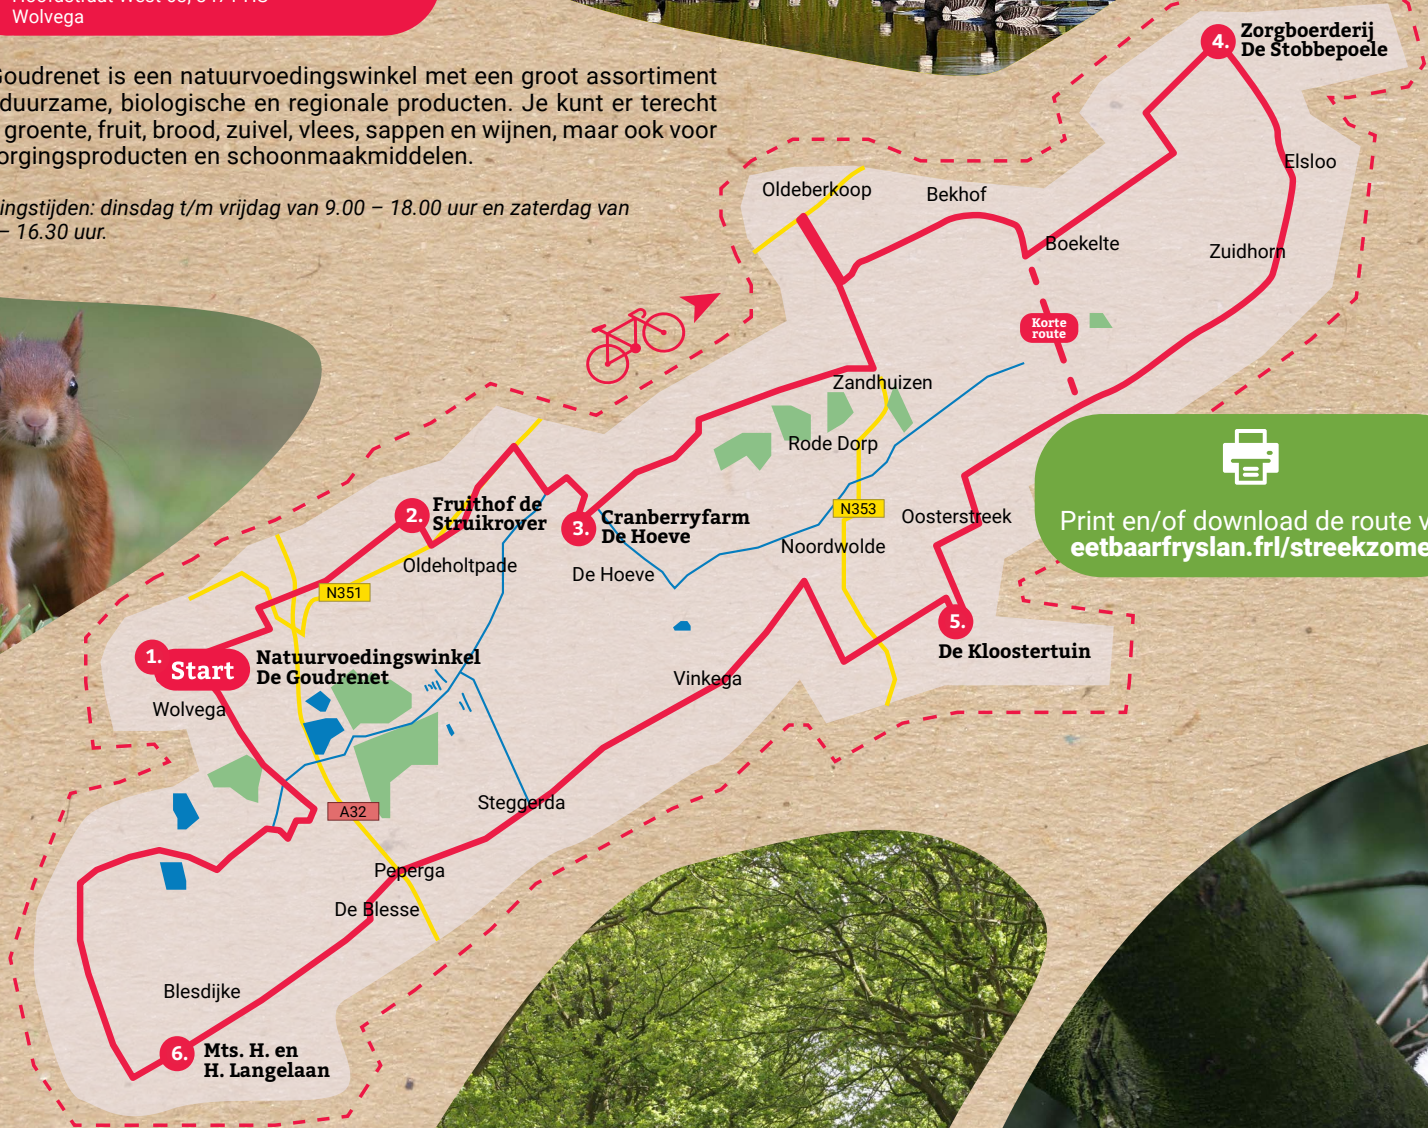 Wolvega
Goudrenet is een natuurvoedingswinkel met een groot assortiment
duurzame, biologische en regionale producten. Je kunt er terecht
groente, fruit, brood, zuivel, vlees, sappen en wijnen, maar ook voor
orgingsproducten en schoonmaakmiddelen.
ingstijden: dinsdag t/m vrijdag van 9.00 – 18.00 uur en zaterdag van
– 16.30 uur.
4. Zorgboerderij
De Stobbepoele
Elsloo
Oldeberkoop
Bekhof
Boekelte
Zuidhorn
Korte
route
Zandhuizen
Rode Dorp
N353
Oosterstreek
Noordwolde
Print en/of download de route v
eetbaarfryslan.frl/streekzome
2. Fruithof de
Struikrover
3. Cranberryfarm
De Hoeve
Oldeholtpade
De Hoeve
N351
5.
De Kloostertuin
1. Start
Natuurvoedingswinkel
De Goudrenet
Wolvega
Vinkega
Steggerda
A32
Peperga
De Blesse
Blesdijke
6. Mts. H. en
H. Langelaan